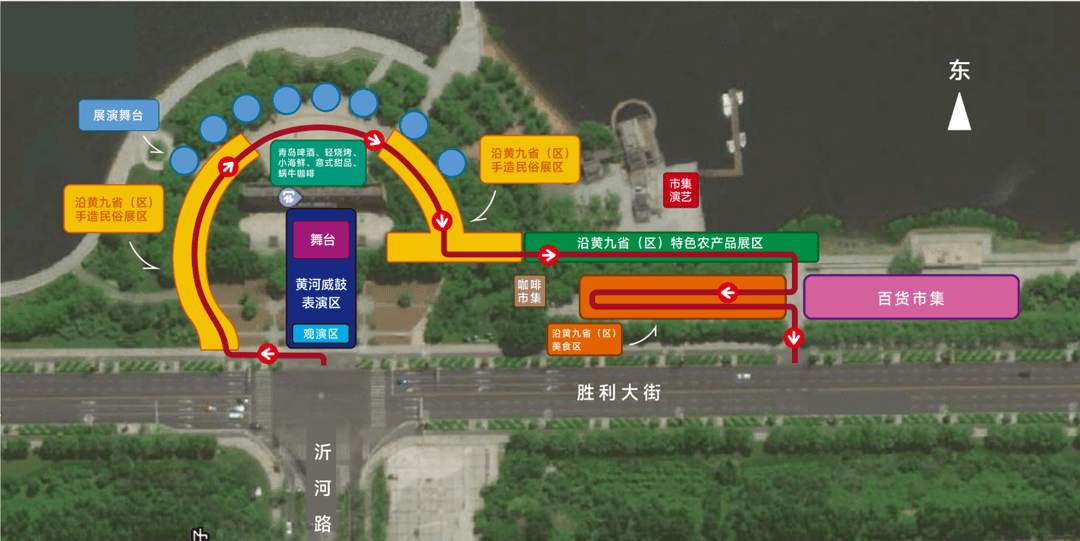 东
展演舞台
青岛啤酒、轻烧烤、
小海鲜、意式甜品、
蜗牛咖啡
沿黄九省（区）
手造民俗展区
市集
演艺
沿黄九省（区）
手造民俗展区
舞台
黄河威鼓
表演区
观演区
沿黄九省（区）特色农产品展区
咖啡
市集
百货市集
沿黄九省（区）
美食区
胜利大街
沂
河
路